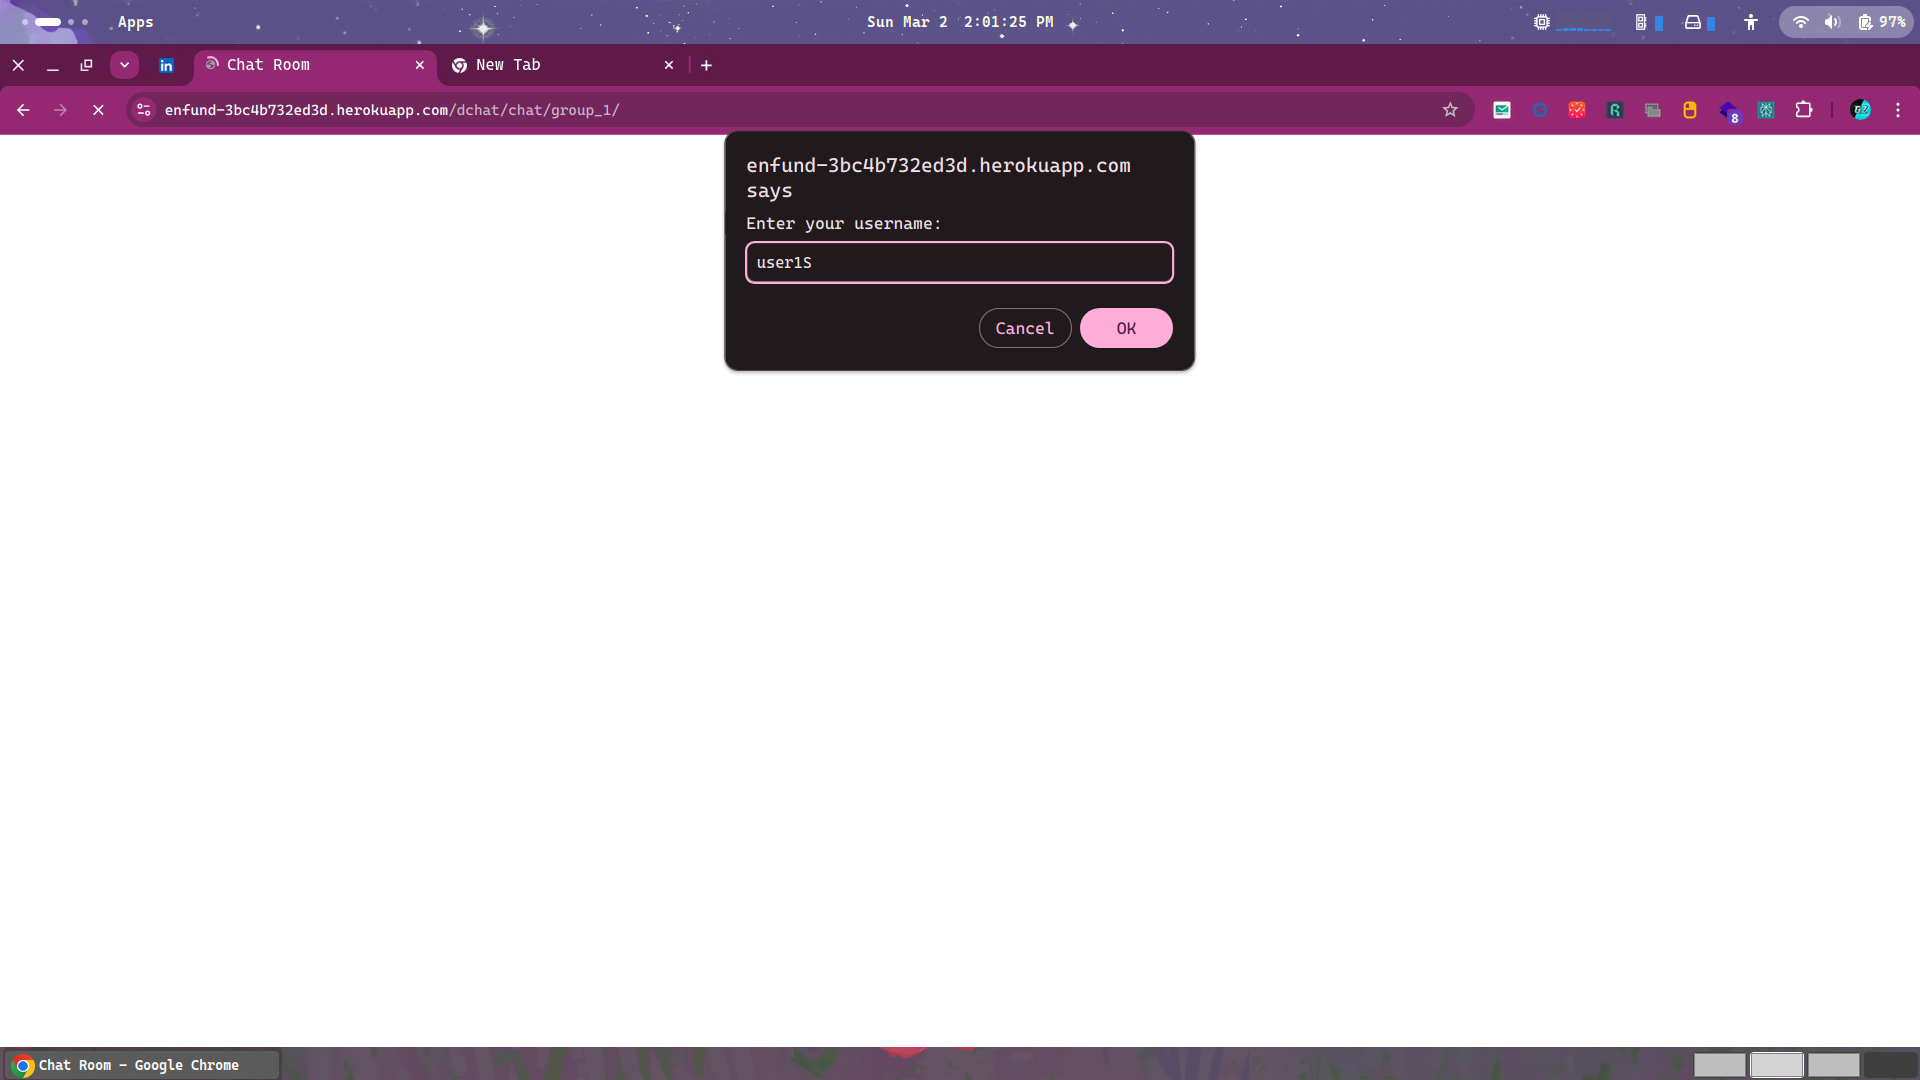 Apps
Sun Mar 2 2:01:25 PM
97%
in
Chat Room
New Tab
enfund-3bc4b732ed3d.herokuapp.com/dchat/chat/group_1/
8
enfund-3bc4b732ed3d.herokuapp.com
says
Enter your username:
user1S
Cancel
OK
Chat Room - Google Chrome